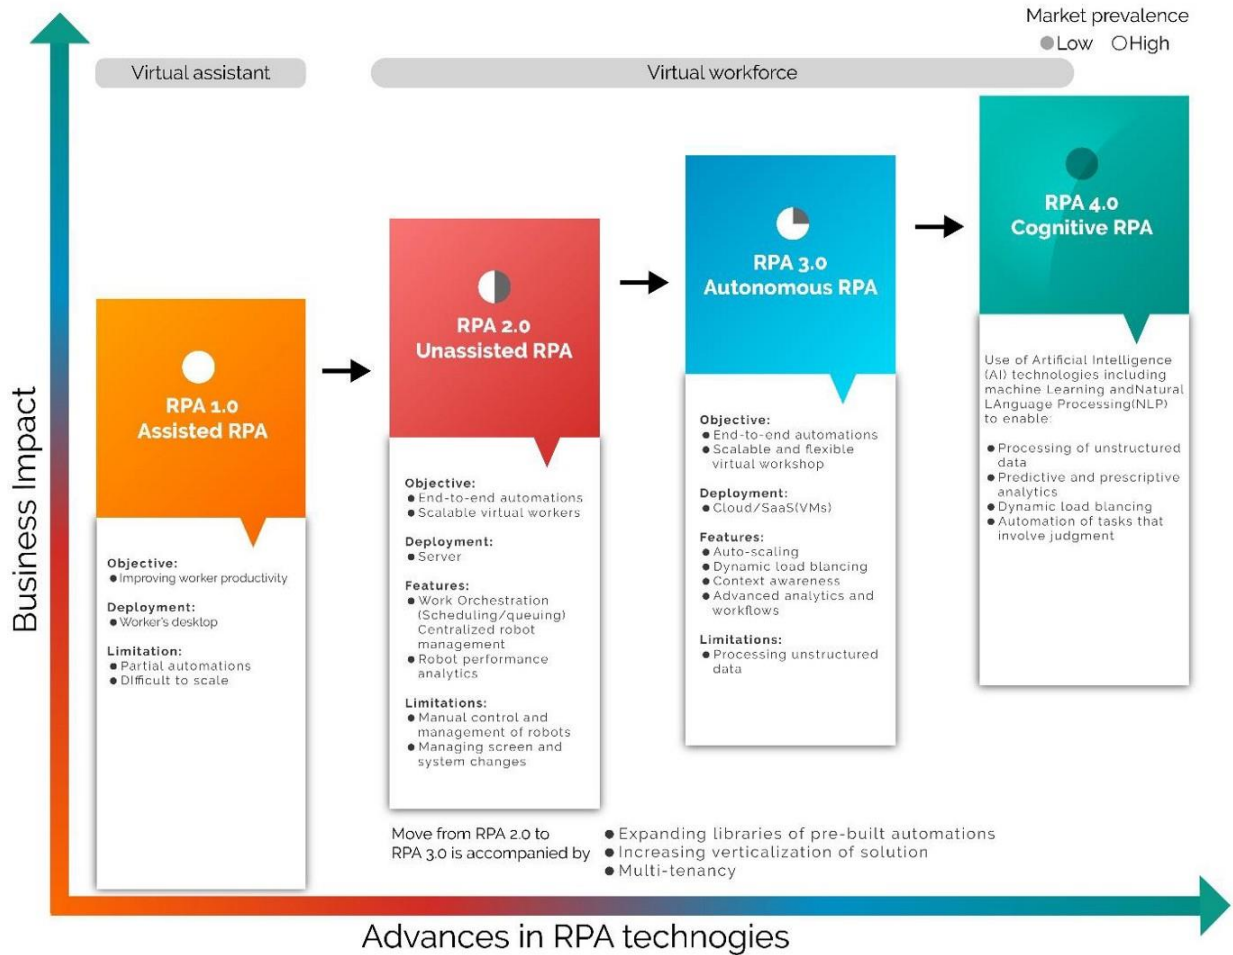 Market prevalence
Low High
Virtual assistant
Virtual workforce
Business Impact
RPA 1.0
Assisted RPA
Objective:
Improving worker productivity
Deployment:
Worker's desktop
Limitation:
Partial automations
DIfficult to scale
RPA 2.0
Unassisted RPA
Objective:
End-to-end automations
Scalable virtual workers
Deployment:
Server
Features:
Work Orchestration
(Scheduling/queuing)
Centralized robot
management
Robot performance
analytics
Limitations:
Manual control and
management of robots
Managing screen and
system changes
RPA 3.0
Autonomous RPA
Objective:
End-to-end automations
Scalable and flexible
virtual workshop
Deployment:
Cloud/SaaS(VMs)
Features:
Auto-scaling
Dynamic load blancing
Context awareness
Advanced analytics and
workflows
Limitations:
Processing unstructured
data
RPA 4.0
Cognitive RPA
Use of Artificial Intelligence
(AI) technologies including
machine Learning andNatural
LAnguage Processing(NLP)
to enable:
Processing of unstructured
data
Predictive and prescriptive
analytics
Dynamic load blancing
Automation of tasks that
involve judgment
Move from RPA 2.0 to
RPA 3.0 is accompanied by
Expanding libraries of pre-built automations
Increasing verticalization of solution
Multi-tenancy
Advances in RPA technogies